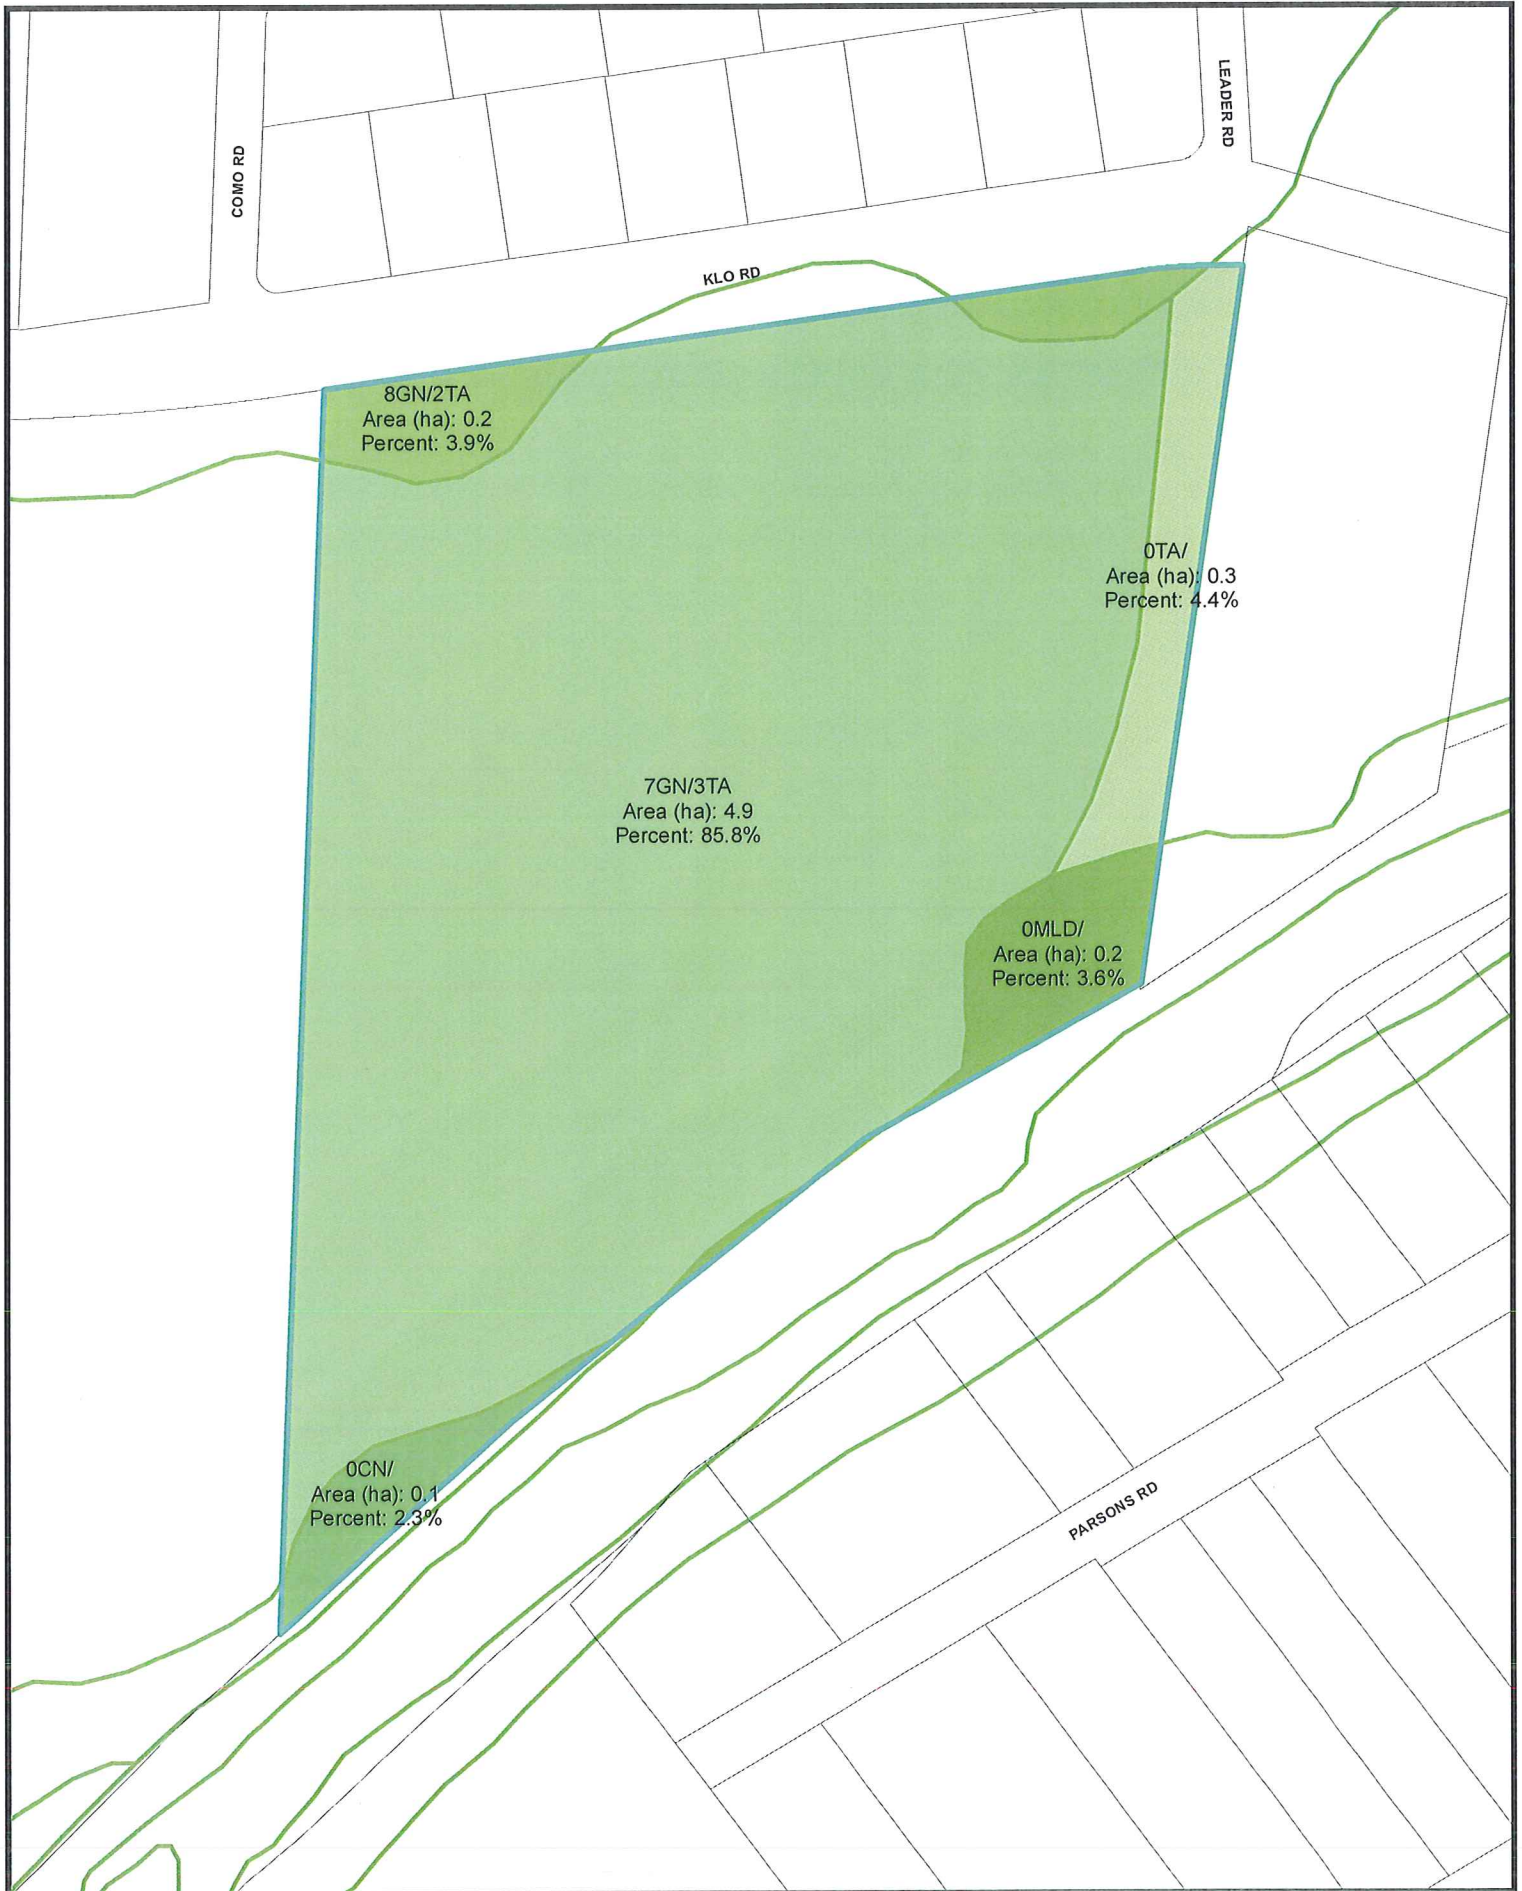 LEADER RD
COMO RD
KLO RD
8GN/2TA
Area (ha): 0.2
Percent: 3.9%
0TA/
Area (ha): 0.3
Percent: 4.4%
7GN/3TA
Area (ha): 4.9
Percent: 85.8%
0MLD/
Area (ha): 0.2
Percent: 3.6%
0CN/
Area (ha): 0.1
Percent: 2.3%
PARSONS RD